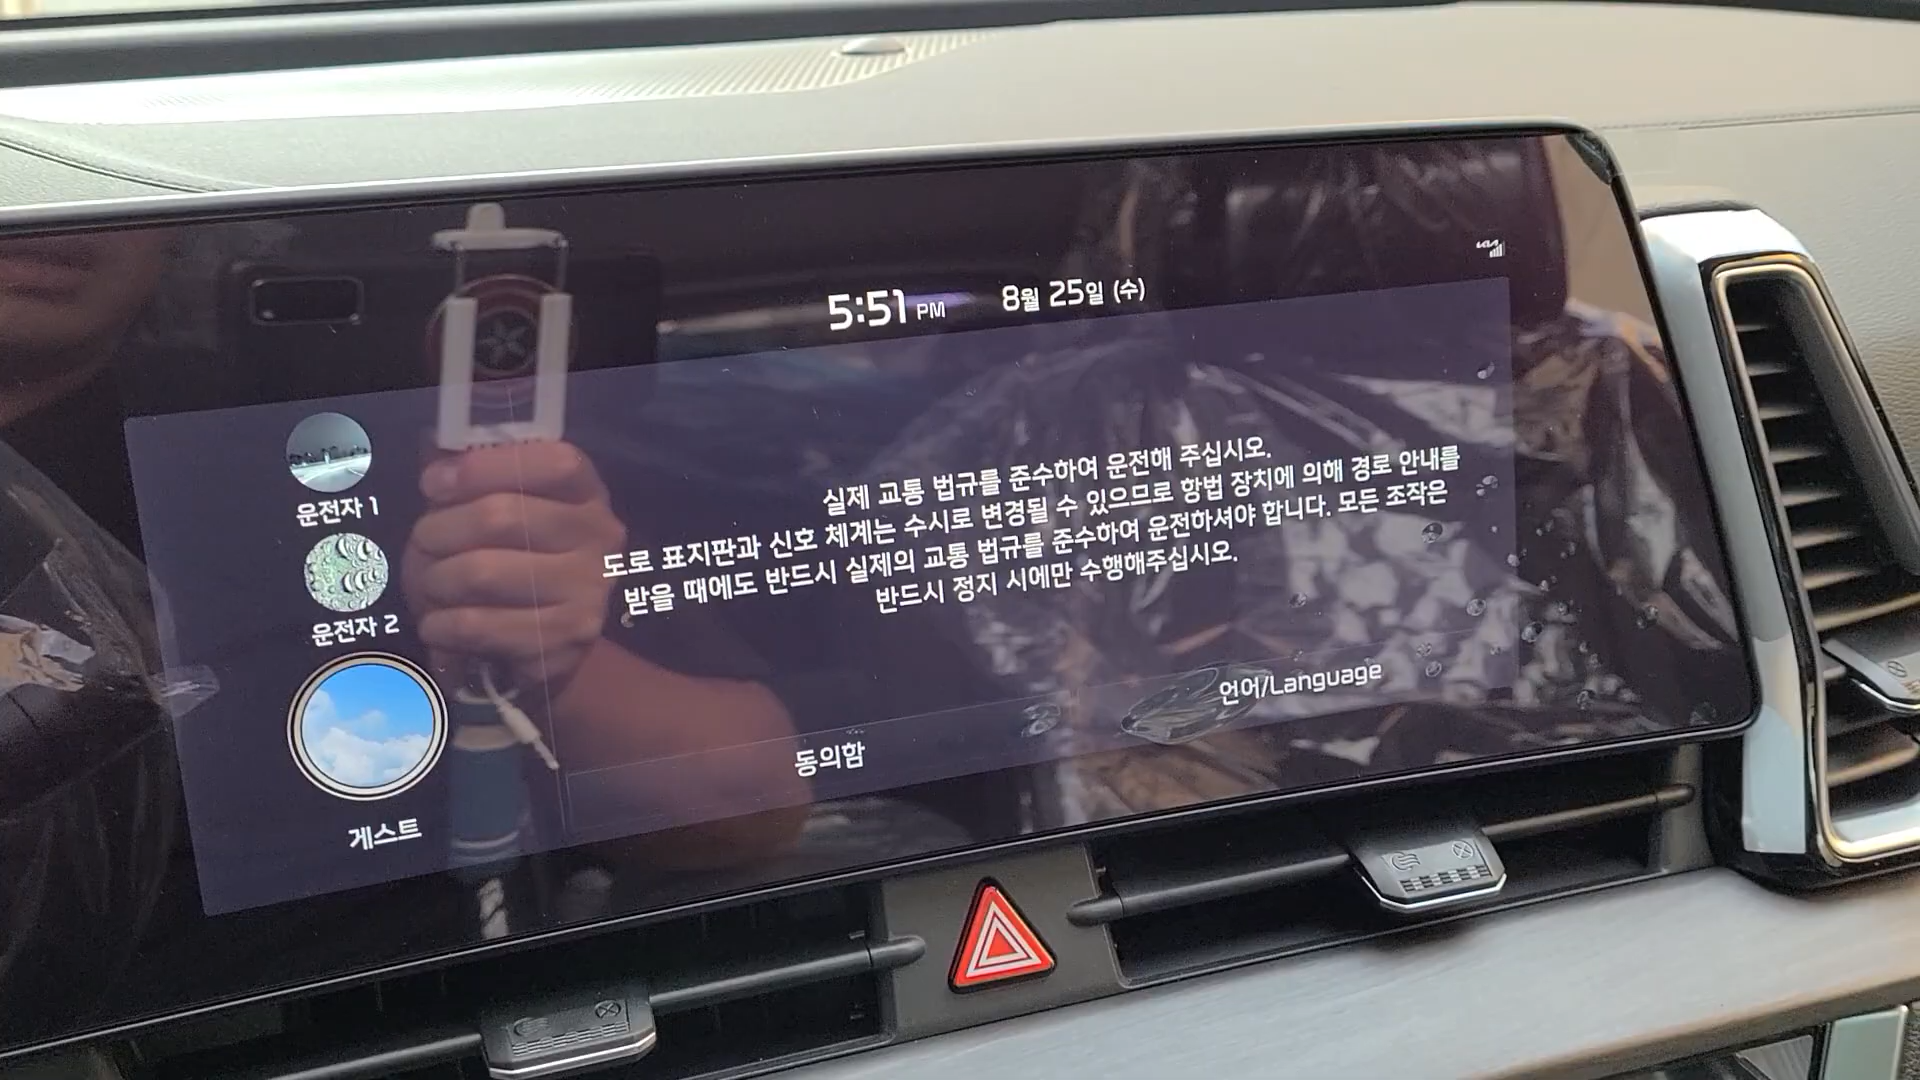 KIA
5:51 PM 8월 25일 (수)
운전자 1
운전자 2
게스트
실제 교통 법규를 준수하여 운전해 주십시오.
도로 표지판과 신호 체계는 수시로 변경될 수 있으므로 항법 장치에 의해 경로 안내를
받을 때에도 반드시 실제의 교통 법규를 준수하여 운전하셔야 합니다. 모든 조작은
반드시 정지 시에만 수행해주십시오.
동의함
언어/Language